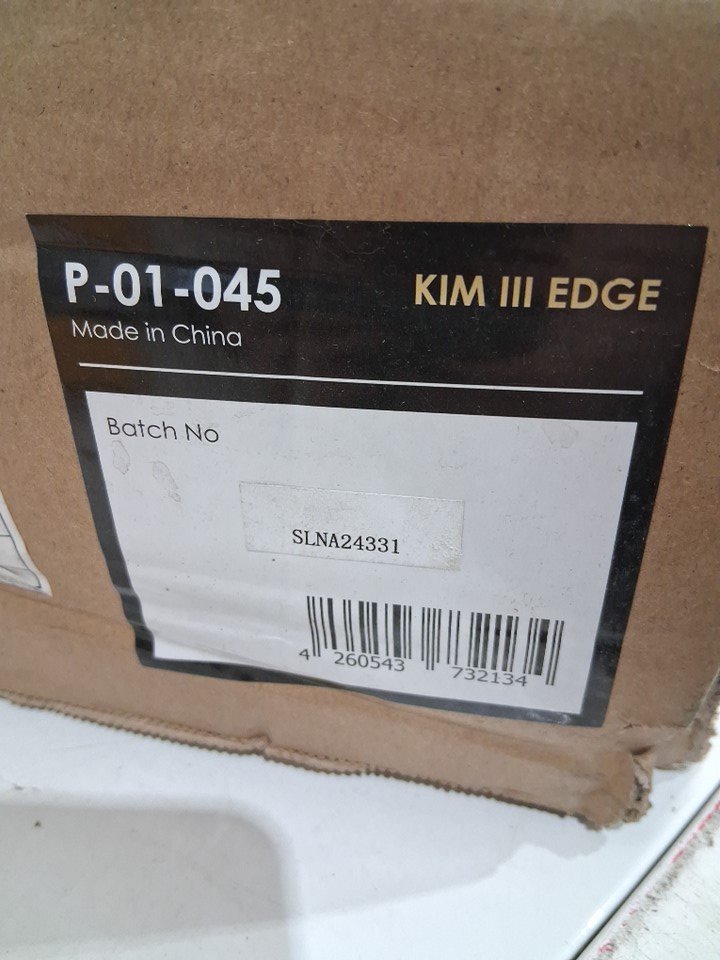 P-01-045
KIM III EDGE
Made in China
Batch No
SLNA24331
4 260543 732134